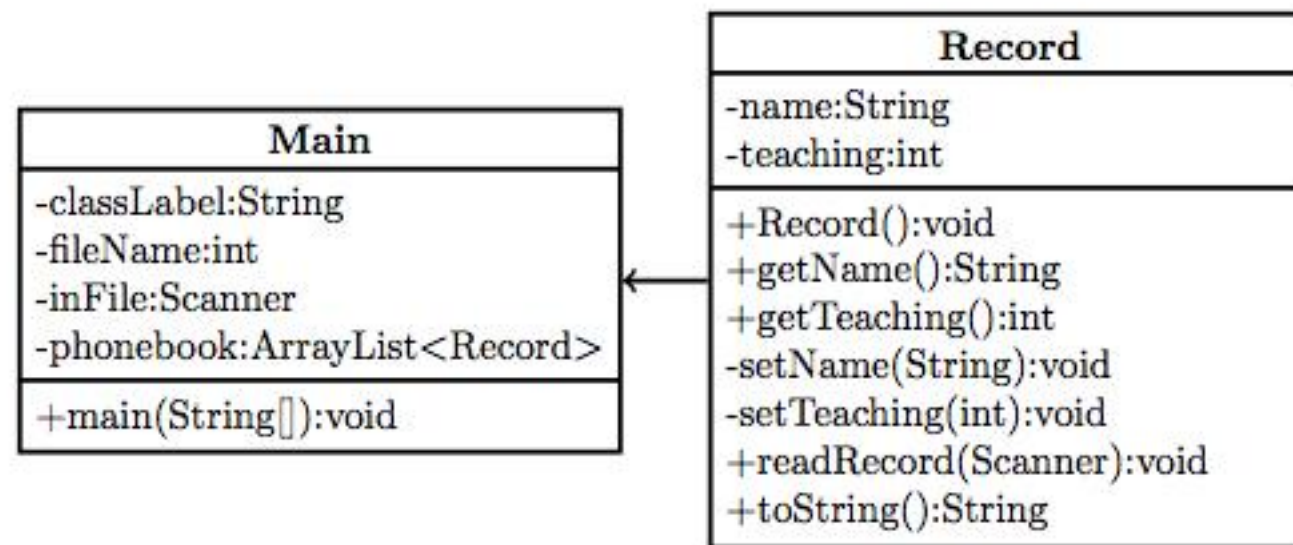 Main
-classLabel:String
-fileName:int
-inFile:Scanner
-phonebook:ArrayList<Record>
+main(String[]):void
Record
-name:String
-teaching:int
+Record():void
+getName():String
+getTeaching():int
-setName(String):void
-setTeaching(int):void
+readRecord(Scanner):void
+toString():String